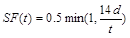 SF(t) = 0.5 min(1, 14 d / t)